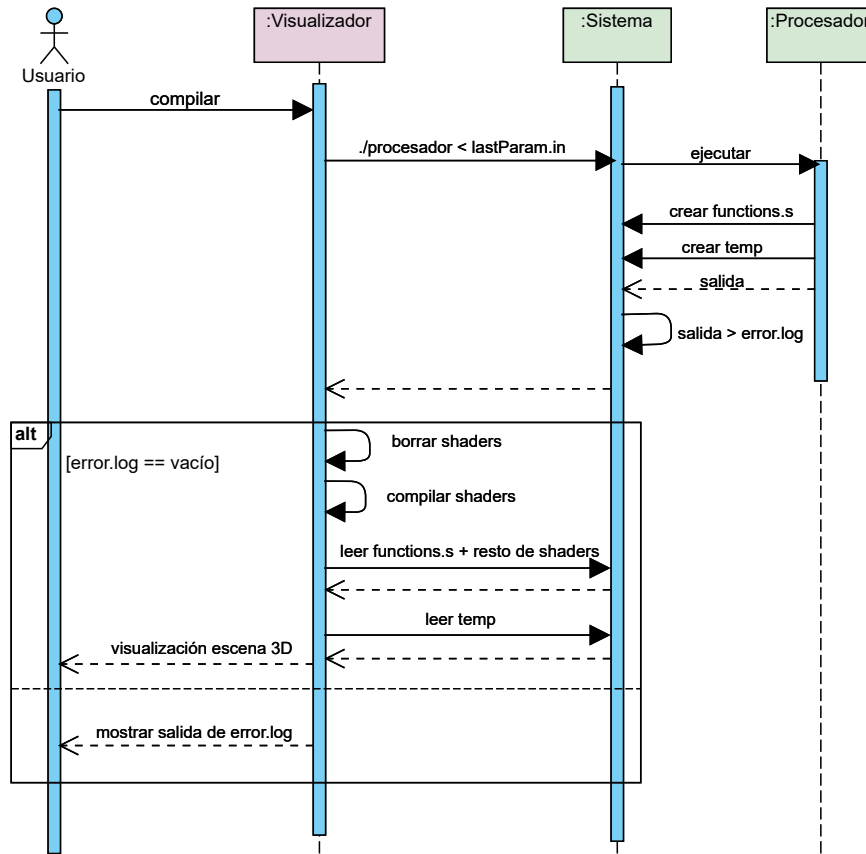 :Visualizador
:Sistema
:Procesador
Usuario
compilar
./procesador < lastParam.in
ejecutar
crear functions.s
crear temp
salida
salida > error.log
alt
borrar shaders
[error.log == vacío]
compilar shaders
leer functions.s + resto de shaders
leer temp
visualización escena 3D
mostrar salida de error.log